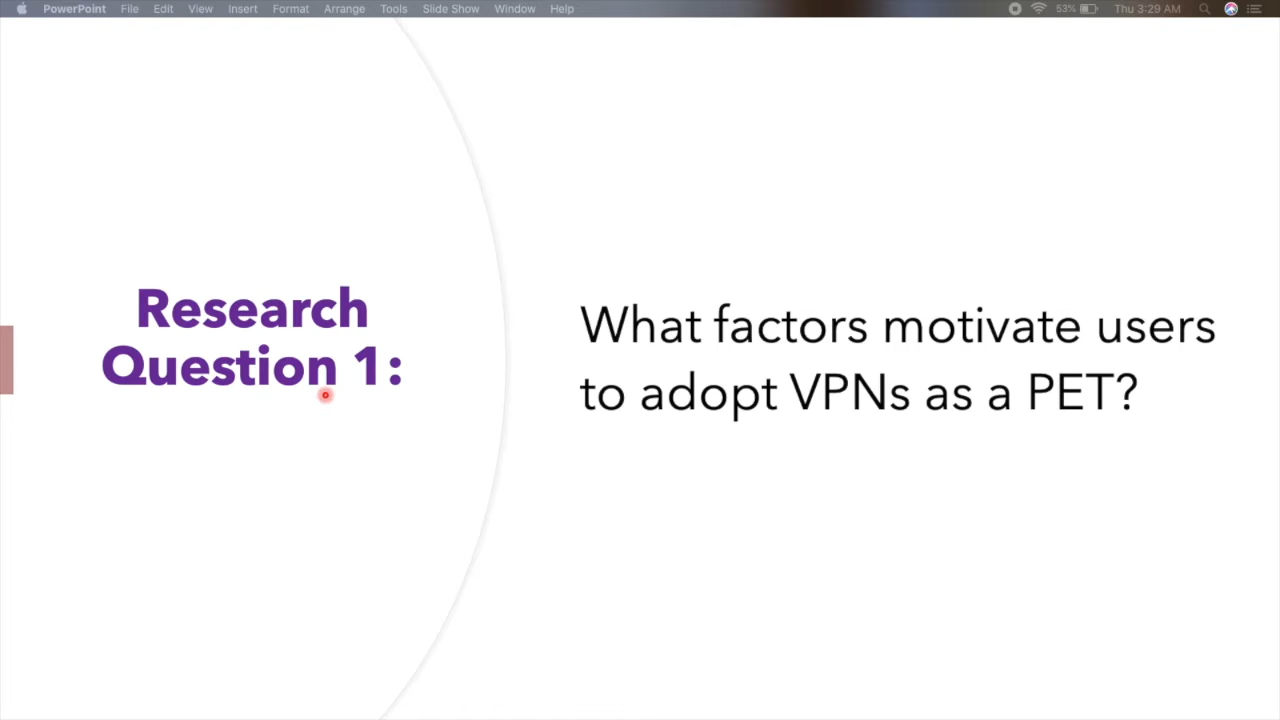 PowerPoint File Edit View Insert Format Arrange Tools Slide Show Window Help 53% Thu 3:29 AM
Research
Question 1:
What factors motivate users
to adopt VPNs as a PET?